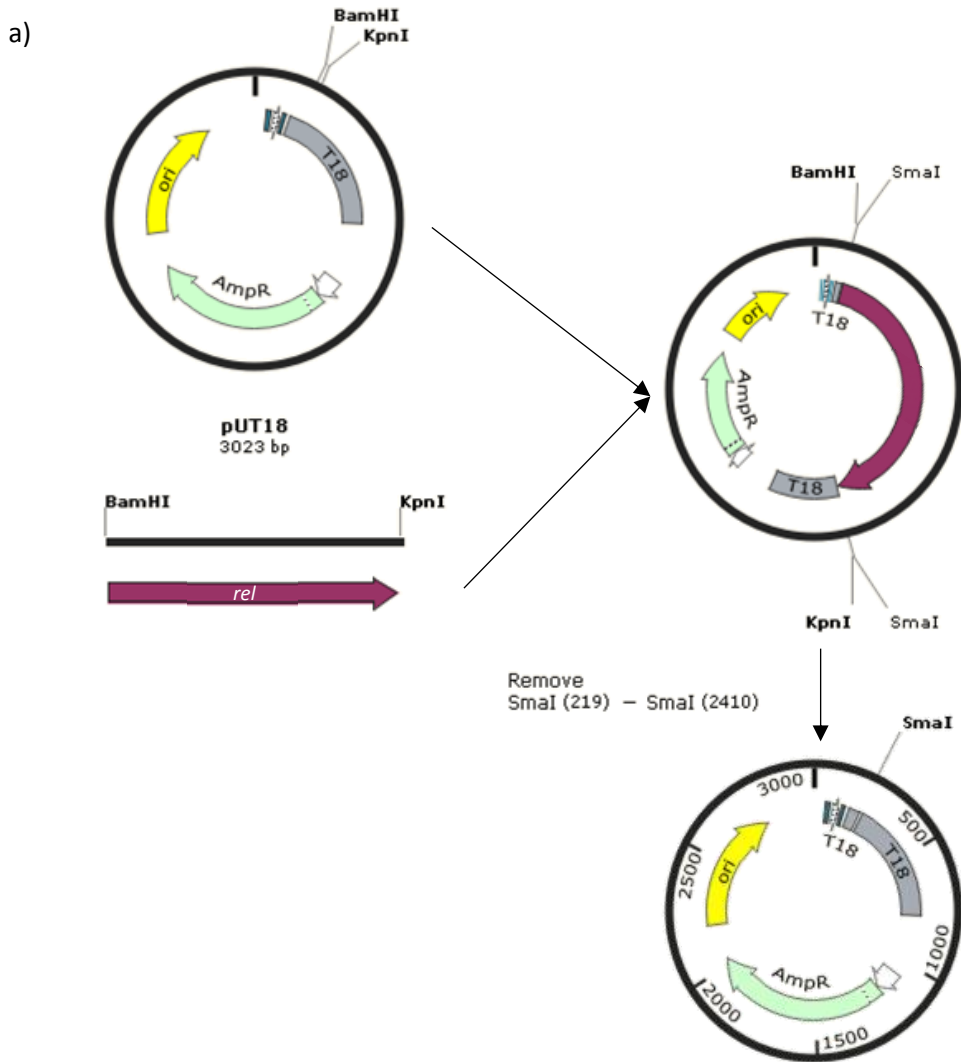 a)
BamHI
KpnI
ori
T18
AmpR
pUT18
3023 bp
BamHI
KpnI
rel
BamHI
SmaI
ori
T18
AmpR
T18
KpnI
SmaI
Remove
SmaI (219) – SmaI (2410)
SmaI
3000
500
T18
T18
ori
2500
1000
AmpR
2000
1500